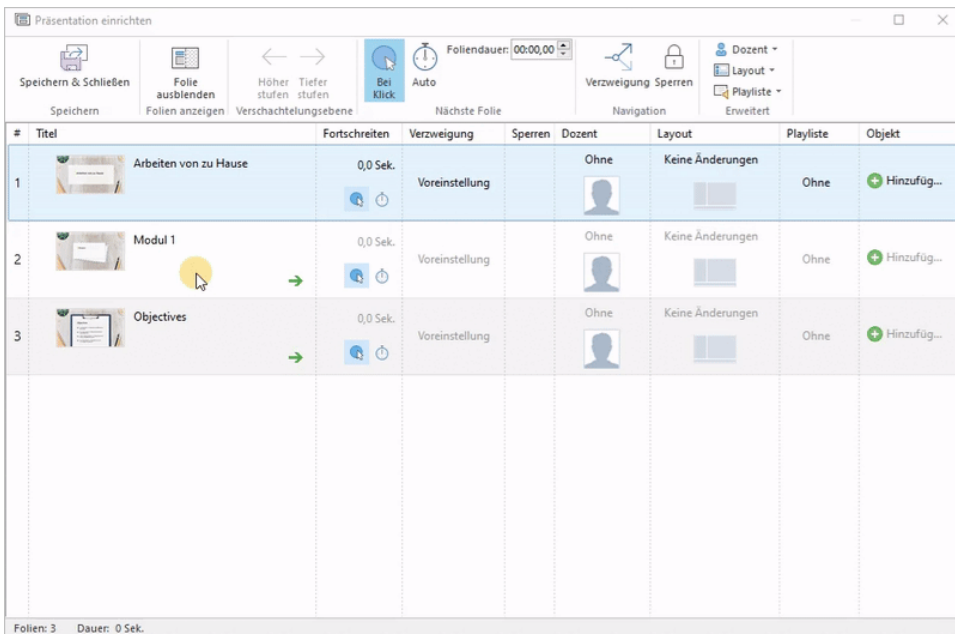 Präsentation einrichten
Speichern & Schließen
Speichern
Folie
ausblenden
Folien anzeigen
Höher
stufen
Tiefer
stufen
Verschachtelungsebene
Bei
Klick
Auto
Foliendauer: 00:00,00
Nächste Folie
Verzweigung
Sperren
Navigation
Dozent
Layout
Playliste
Erweitert
# Titel Fortschreiten Verzweigung Sperren Dozent Layout Playliste Objekt
1 Arbeiten von zu Hause 0,0 Sek. Voreinstellung Ohne Keine Änderungen Ohne Hinzufüg...
2 Modul 1 0,0 Sek. Voreinstellung Ohne Keine Änderungen Ohne Hinzufüg...
3 Objectives 0,0 Sek. Voreinstellung Ohne Keine Änderungen Ohne Hinzufüg...
Folien: 3 Dauer: 0 Sek.